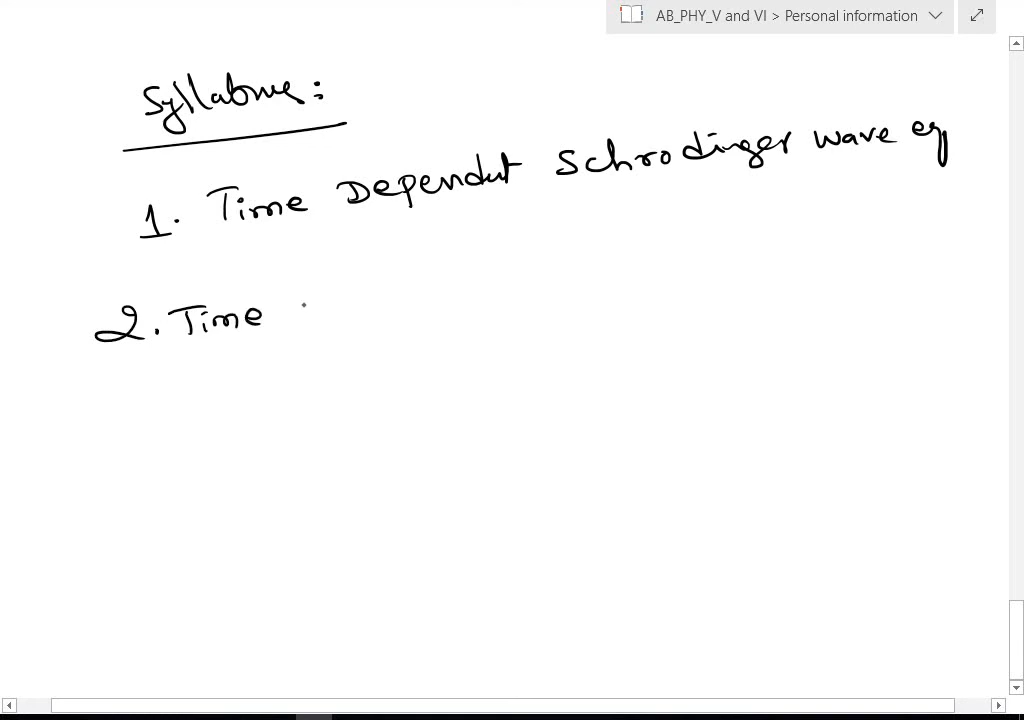 AB_PHY_V and VI > Personal information
Syllabus:
1. Time Dependent Schrodinger wave eq
2. Time